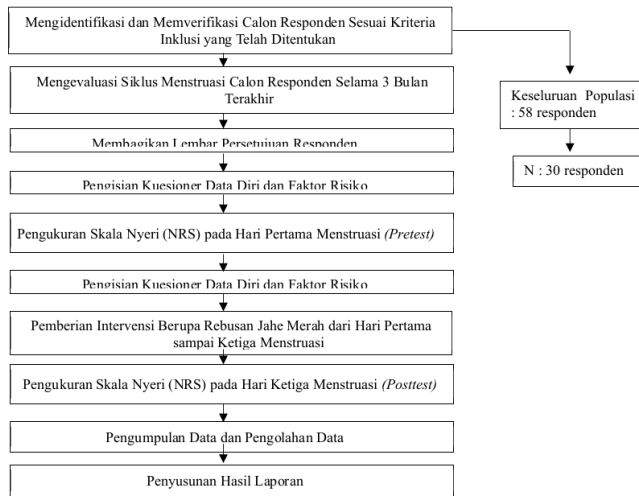 Mengidentifikasi dan Memverifikasi Calon Responden Sesuai Kriteria
Inklusi yang Telah Ditentukan
Mengevaluasi Siklus Menstruasi Calon Responden Selama 3 Bulan
Terakhir
Keseluruan Populasi
: 58 responden
Membagikan Lembar Persetujuan Responden
N : 30 responden
Pengisian Kuesioner Data Diri dan Faktor Risiko
Pengukuran Skala Nyeri (NRS) pada Hari Pertama Menstruasi (Pretest)
Pengisian Kuesioner Data Diri dan Faktor Risiko
Pemberian Intervensi Berupa Rebusan Jahe Merah dari Hari Pertama
sampai Ketiga Menstruasi
Pengukuran Skala Nyeri (NRS) pada Hari Ketiga Menstruasi (Posttest)
Pengumpulan Data dan Pengolahan Data
Penyusunan Hasil Laporan